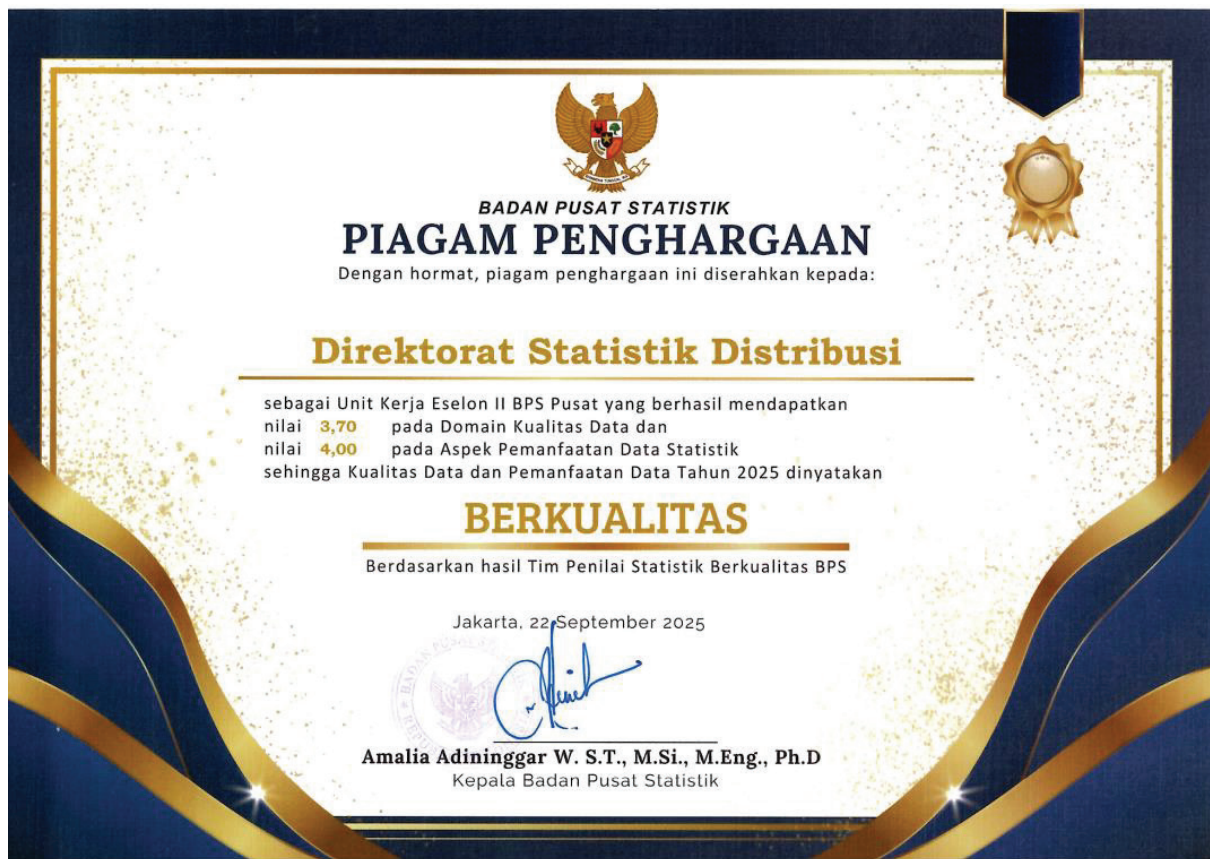 BADAN PUSAT STATISTIK
PIAGAM PENGHARGAAN
Dengan hormat, piagam penghargaan ini diserahkan kepada:
Direktorat Statistik Distribusi
sebagai Unit Kerja Eselon II BPS Pusat yang berhasil mendapatkan
nilai 3,70 pada Domain Kualitas Data dan
nilai 4,00 pada Aspek Pemanfaatan Data Statistik
sehingga Kualitas Data dan Pemanfaatan Data Tahun 2025 dinyatakan
BERKUALITAS
Berdasarkan hasil Tim Penilai Statistik Berkualitas BPS
Jakarta, 22 September 2025
BADAN PUSAT
Amalia Adininggar W. S.T., M.Si., M.Eng., Ph.D
Kepala Badan Pusat Statistik